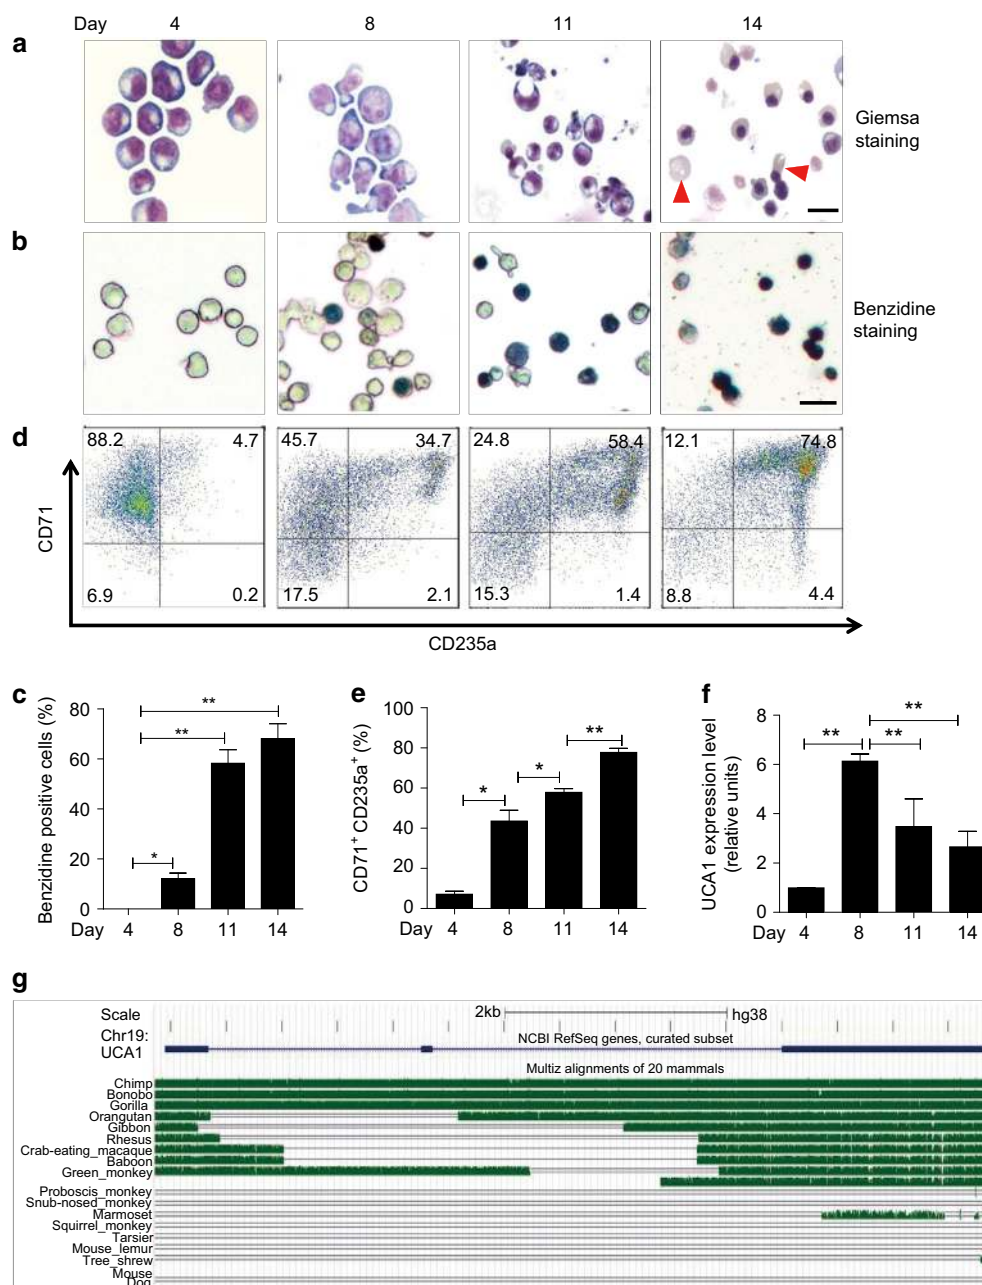 Day 4 8 11 14
a
Giemsa
staining
b
Benzidine
staining
d
88.2 4.7 45.7 34.7 24.8 58.4 12.1 74.8
CD71
6.9 0.2 17.5 2.1 15.3 1.4 8.8 4.4
CD235a
c
Benzidine positive cells (%)
80
60
40
20
0
** 
**
*
Day 4 8 11 14
e
CD71+ CD235a+ (%)
100
80
60
40
20
0
*
*
**
Day 4 8 11 14
f
UCA1 expression level
(relative units)
8
6
4
2
0
**
**
**
Day 4 8 11 14
g
Scale 2kb hg38
Chr19:
NCBI RefSeq genes, curated subset
UCA1
Multiz alignments of 20 mammals
Chimp
Bonobo
Gorilla
Orangutan
Gibbon
Rhesus
Crab-eating_macaque
Baboon
Green_monkey
Proboscis_monkey
Snub-nosed_monkey
Marmoset
Squirrel_monkey
Tarsier
Mouse_lemur
Tree_shrew
Mouse
Dog